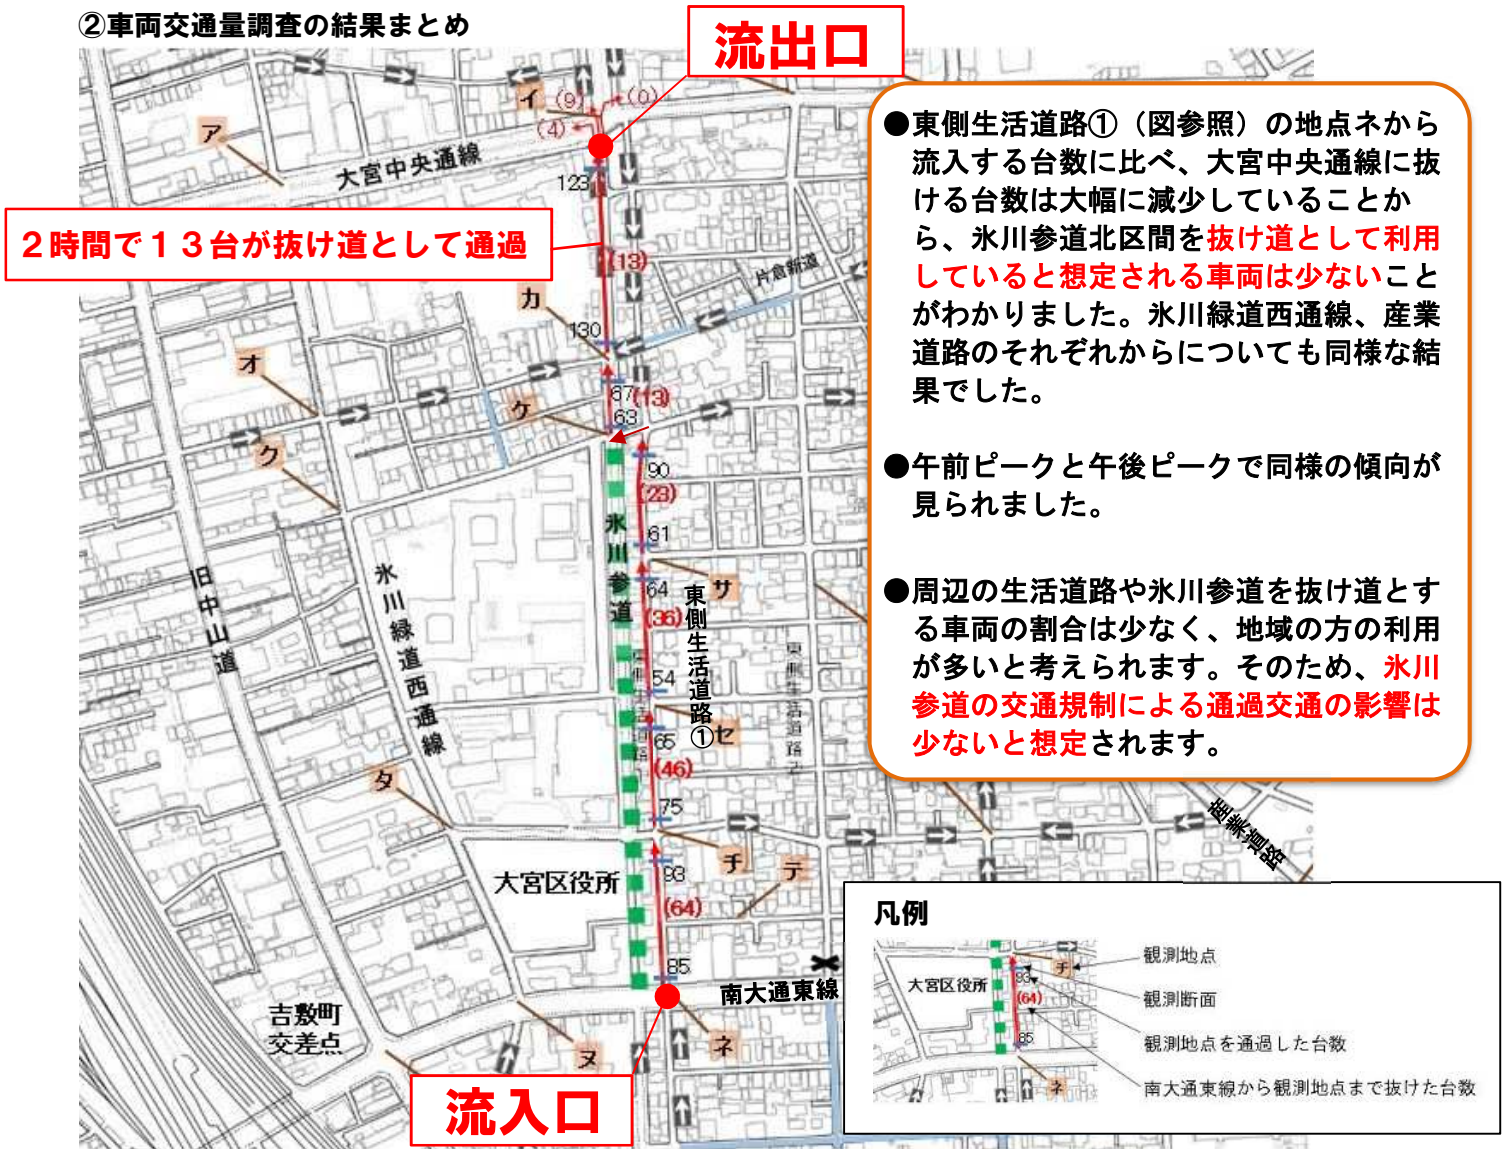 ②車両交通量調査の結果まとめ
流出口
イ
(9)
(0)
(4)
ア
大宮中央通線
123
2時間で13台が抜け道として通過
(13)
片倉新道
カ
130
オ
67
(13)
ケ
63
ク
90
(23)
氷川参道
61
サ
64
(36)
東側生活道路①
旧中山道
氷川緑道西通線
54
セ
65
(46)
タ
75
チ
テ
大宮区役所
93
(64)
85
南大通東線
吉敷町
交差点
ヌ
ネ
流入口
産業道路
●東側生活道路①（図参照）の地点ネから
流入する台数に比べ、大宮中央通線に抜
ける台数は大幅に減少していることか
ら、氷川参道北区間を抜け道として利用
していると想定される車両は少ないこと
がわかりました。氷川緑道西通線、産業
道路のそれぞれからについても同様な結
果でした。
●午前ピークと午後ピークで同様の傾向が
見られました。
●周辺の生活道路や氷川参道を抜け道とす
る車両の割合は少なく、地域の方の利用
が多いと考えられます。そのため、氷川
参道の交通規制による通過交通の影響は
少ないと想定されます。
凡例
大宮区役所
チ
93
(64)
85
ネ
観測地点
観測断面
観測地点を通過した台数
南大通東線から観測地点まで抜けた台数